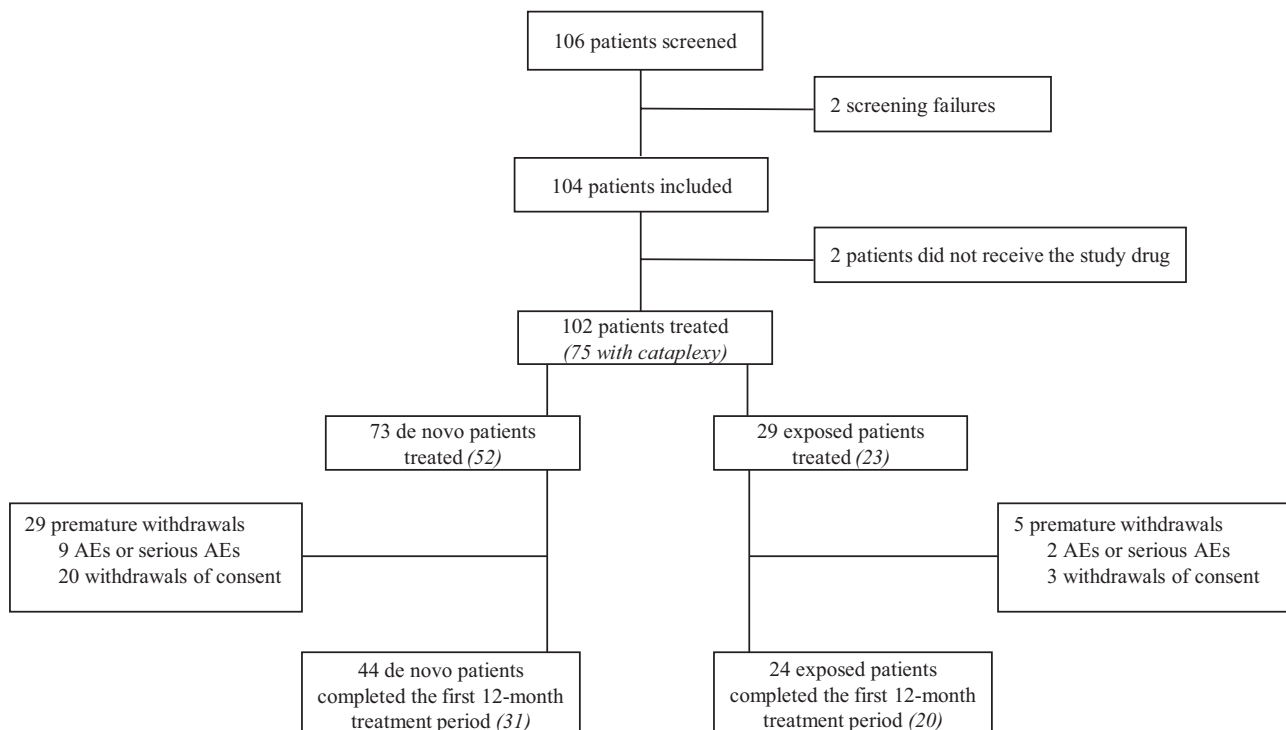 106 patients screened
2 screening failures
104 patients included
2 patients did not receive the study drug
102 patients treated
(75 with cataplexy)
73 de novo patients
treated (52)
29 exposed patients
treated (23)
29 premature withdrawals
9 AEs or serious AEs
20 withdrawals of consent
5 premature withdrawals
2 AEs or serious AEs
3 withdrawals of consent
44 de novo patients
completed the first 12-month
treatment period (31)
24 exposed patients
completed the first 12-month
treatment period (20)